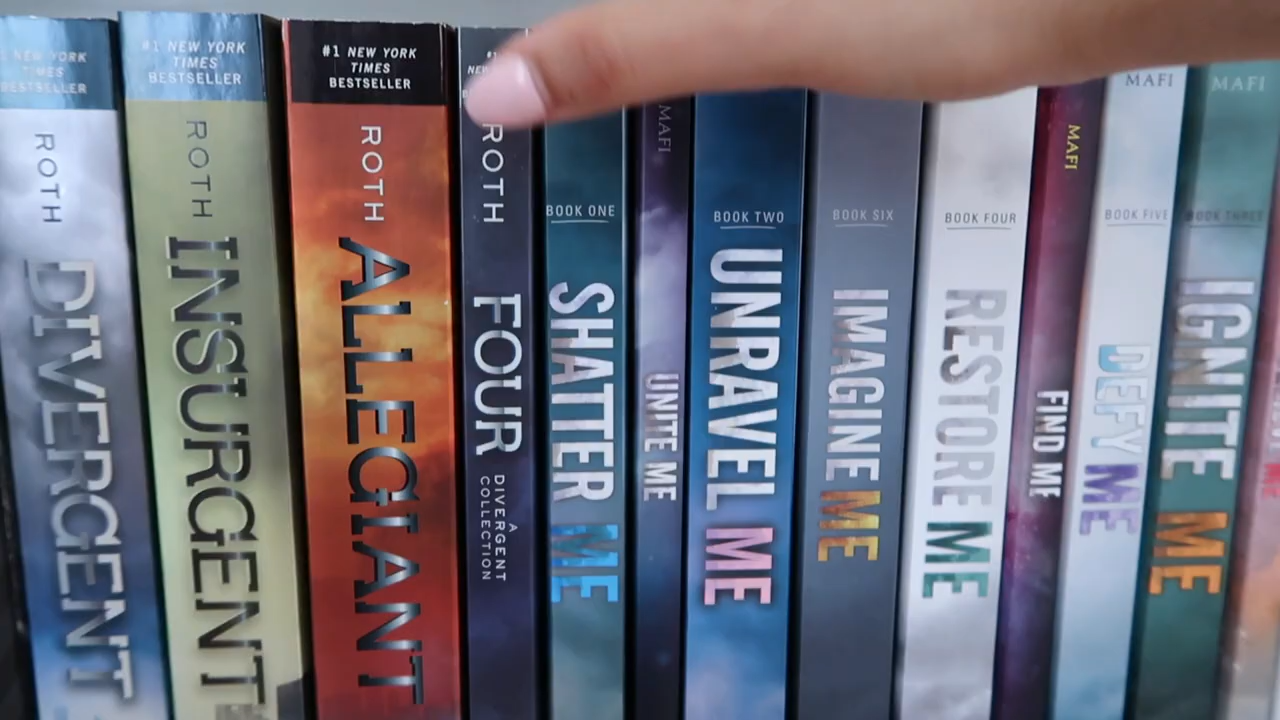 NEW YORK
TIMES
BESTSELLER
ROTH
DIVERGENT
#1 NEW YORK
TIMES
BESTSELLER
ROTH
INSURGENT
#1 NEW YORK
TIMES
BESTSELLER
ROTH
ALLEGIANT
#1
ROTH
FOUR
A
DIVERGENT
COLLECTION
BOOK ONE
SHATTER ME
MAFI
UNITE ME
BOOK TWO
UNRAVEL ME
BOOK SIX
IMAGINE ME
BOOK FOUR
RESTORE ME
MAFI
FIND ME
MAFI
BOOK FIVE
DEFY ME
MAFI
BOOK THREE
IGNITE ME
ME